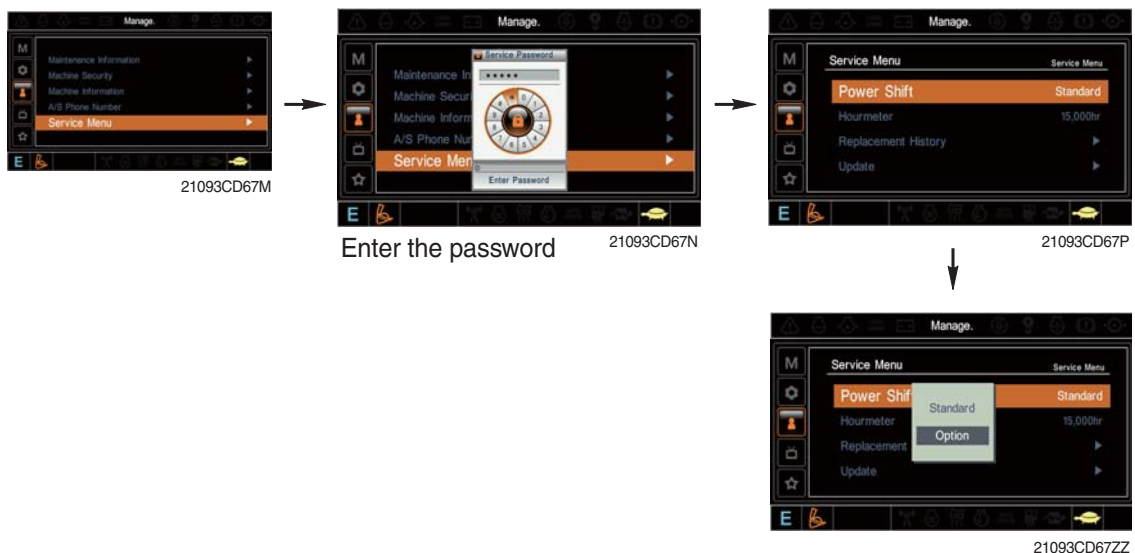 Manage.
M
Maintenance Information
Machine Security
Machine Information
A/S Phone Number
Service Menu
E
21093CD67M
Manage.
Service Password
*****
M
Maintenance In
Machine Secur
Machine Inform
A/S Phone Nur
Service Men
Enter Password
E
Enter the password
21093CD67N
Manage.
M
Service Menu Service Menu
Power Shift Standard
Hourmeter 15,000hr
Replacement History
Update
E
21093CD67P
Manage.
M
Service Menu Service Menu
Power Shif Standard
Standard
Hourmeter 15,000hr
Option
Replacement
Update
E
21093CD67ZZ